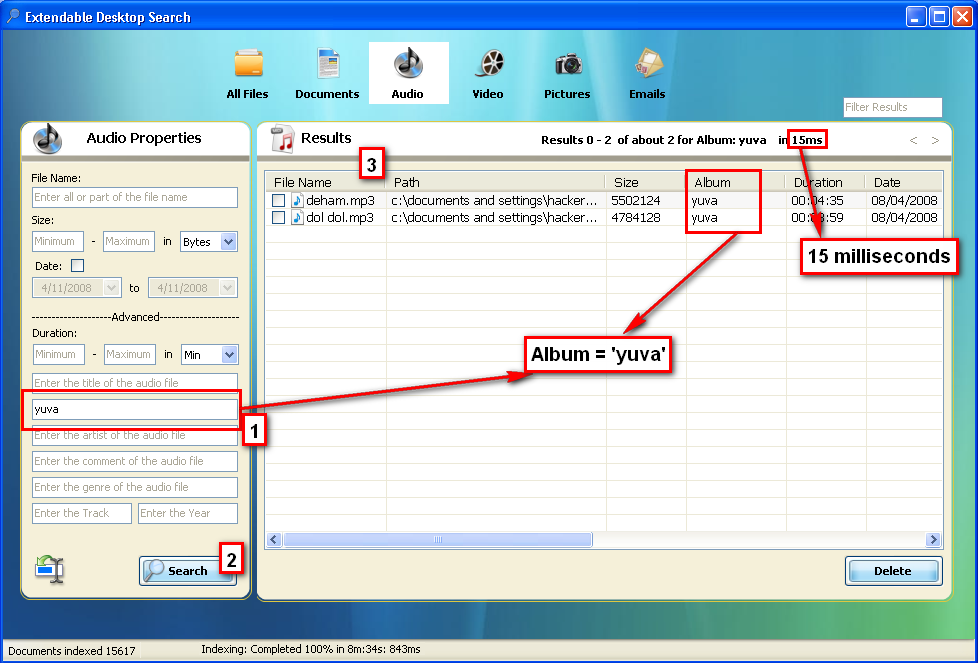 Extendable Desktop Search
All Files
Documents
Audio
Video
Pictures
Emails
Filter Results
Audio Properties
File Name:
Enter all or part of the file name
Size:
Minimum - Maximum in Bytes
Date:
4/11/2008 to 4/11/2008
Advanced
Duration:
Minimum - Maximum in Min
Enter the title of the audio file
yuva
1
Enter the artist of the audio file
Enter the comment of the audio file
Enter the genre of the audio file
Enter the Track Enter the Year
Search
2
Results
Results 0 - 2 of about 2 for Album: yuva in 15ms < >
3
File Name Path Size Album Duration Date
deham.mp3 c:\documents and settings\hacker... 5502124 yuva 00:04:35 08/04/2008
dol dol.mp3 c:\documents and settings\hacker... 4784128 yuva 08/04/2008
15 milliseconds
Album = 'yuva'
Delete
Documents indexed 15617
Indexing: Completed 100% in 8m:34s: 843ms